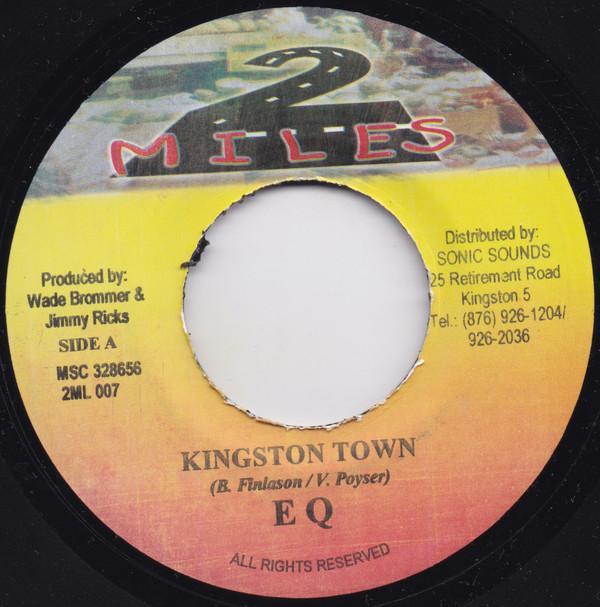 2
MILES
Produced by:
Wade Brommer &
Jimmy Ricks
SIDE A
MSC 328656
2ML 007
Distributed by:
SONIC SOUNDS
25 Retirement Road
Kingston 5
Tel.: (876) 926-1204/
926-2036
KINGSTON TOWN
(B. Finlason / V. Poyser)
E Q
ALL RIGHTS RESERVED